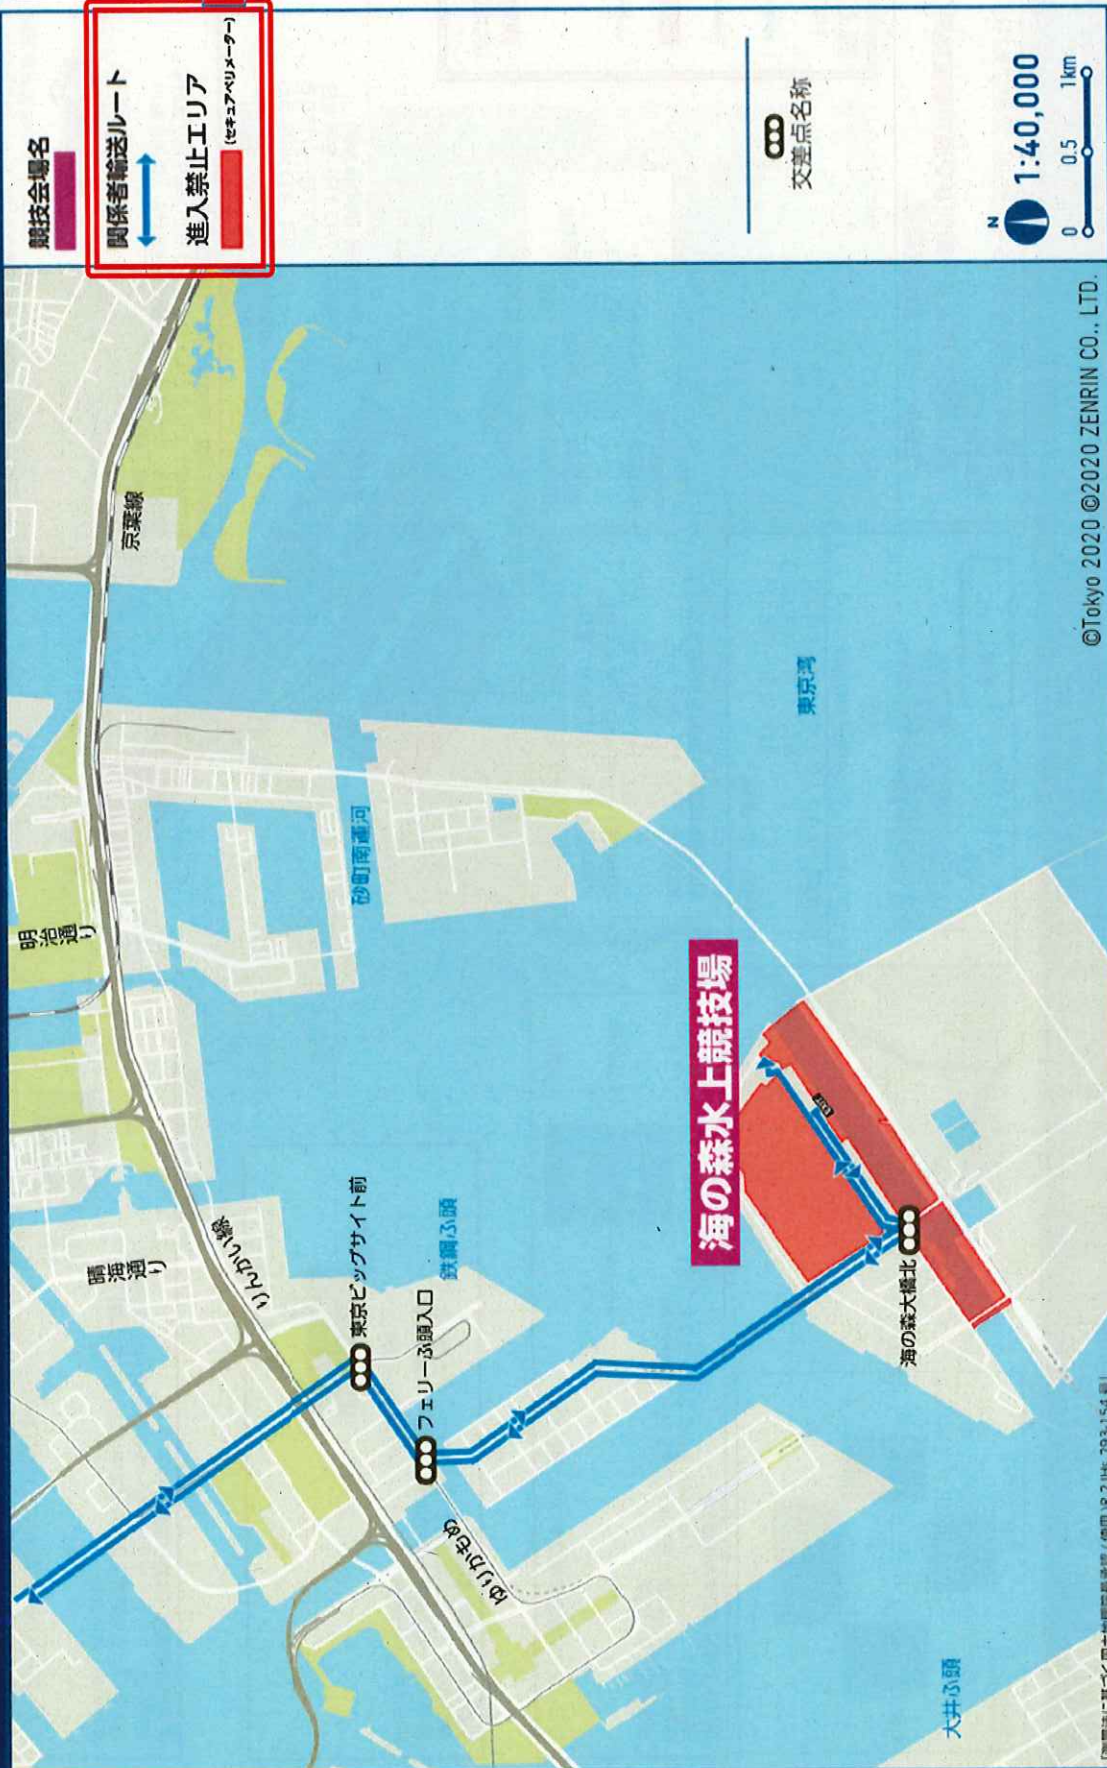 競技会場名
関係者輸送ルート
進入禁止エリア
(セキュアペリメーター)
交差点名称
N
1:40,000
0 0.5 1km
京葉線
明治通り
砂町南運河
東京湾
晴海通り
りんかい線
東京ビッグサイト前
鉄鋼ふ頭
フェリーふ頭入口
海の森水上競技場
海の森大橋北
ゆりかもめ
大井ふ頭
©Tokyo 2020 ©2020 ZENRIN CO., LTD.